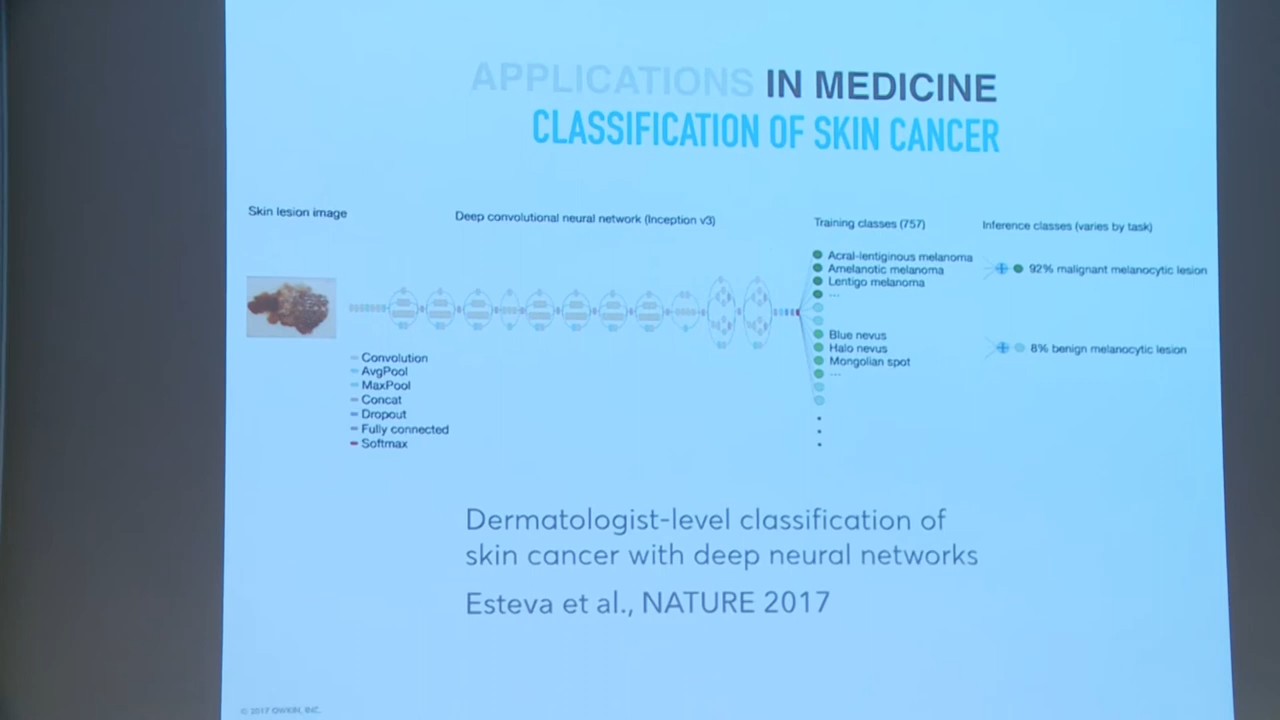 APPLICATIONS IN MEDICINE
CLASSIFICATION OF SKIN CANCER
Skin lesion image
Deep convolutional neural network (Inception v3)
Training classes (757)
Inference classes (varies by task)
Acral-lentiginous melanoma
Amelanotic melanoma
Lentigo melanoma
...
92% malignant melanocytic lesion
Blue nevus
Halo nevus
Mongolian spot
...
8% benign melanocytic lesion
Convolution
AvgPool
MaxPool
Concat
Dropout
Fully connected
Softmax
Dermatologist-level classification of
skin cancer with deep neural networks
Esteva et al., NATURE 2017
© 2017 OWKIN, INC.